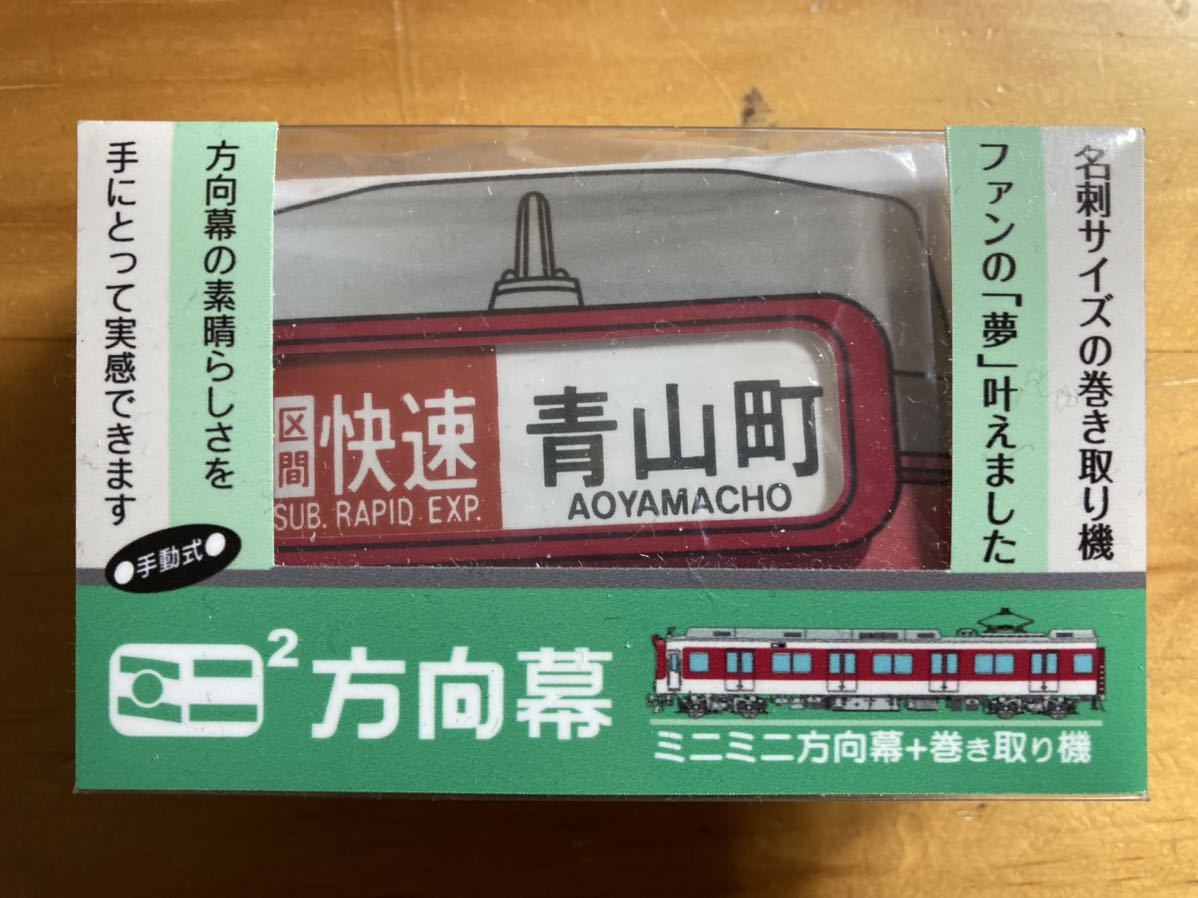 名刺サイズの巻き取り機
ファンの「夢」叶えました
方向幕の素晴らしさを
手にとって実感できます
手動式
区間
快速
SUB. RAPID EXP.
青山町
AOYAMACHO
ミニ² 方向幕
ミニミニ方向幕+巻き取り機